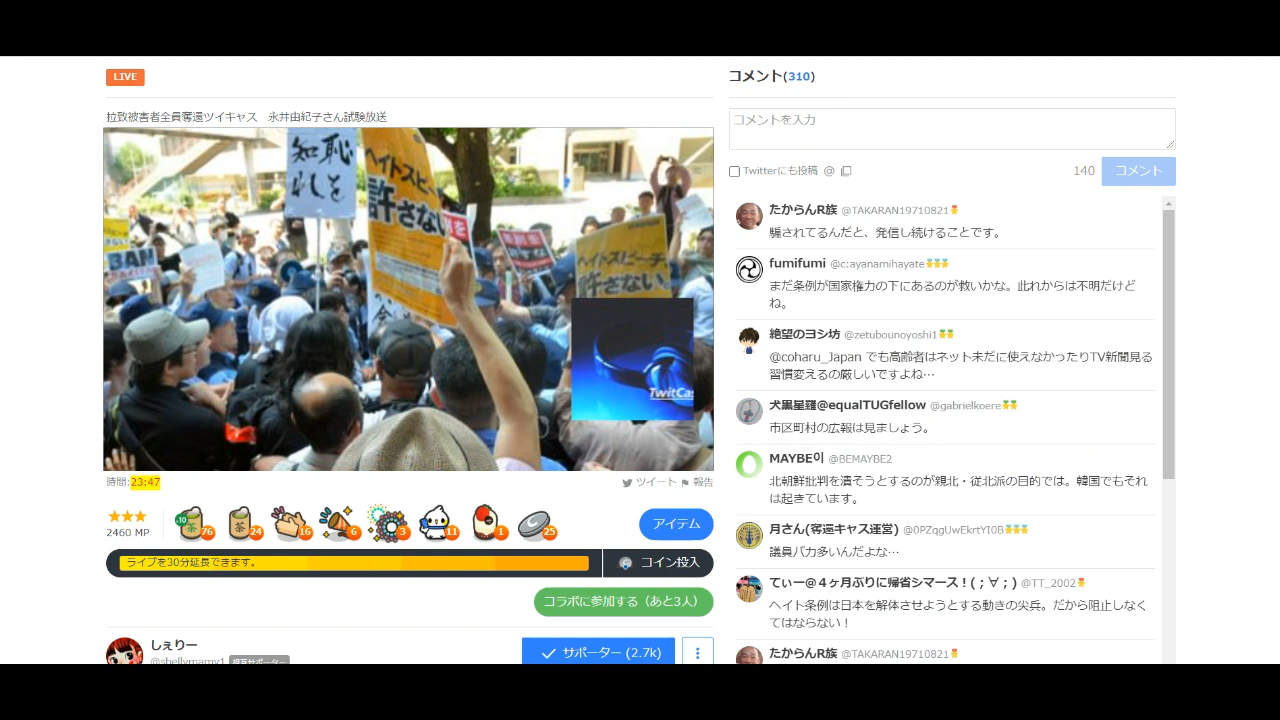 LIVE
拉致被害者全員奪還ツイキャス 永井由紀子さん試験放送
知恥
れを
ヘイトスピー
許さない
BAN
ヘイトスピーチ
許さない
TwitCas
時間:23:47
ツイート
報告
2460 MP
x10
76
24
16
6
3
11
1
25
アイテム
ライブを30分延長できます。
コイン投入
コラボに参加する（あと3人）
しぇりー
@shellymamy1
相互サポーター
サポーター (2.7k)
コメント(310)
コメントを入力
Twitterにも投稿 @
140
コメント
たからんR族 @TAKARAN19710821
騙されてるんだと、発信し続けることです。
fumifumi @c:ayanamihayate
まだ条例が国家権力の下にあるのが救いかな。此れからは不明だけど
ね。
絶望のヨシ坊 @zetubounoyoshi1
@coharu_Japan でも高齢者はネット未だに使えなかったりTV新聞見る
習慣変えるの厳しいですよね…
犬黒星羅@equalTUGfellow @gabrielkoere
市区町村の広報は見ましょう。
MAYBE이 @BEMAYBE2
北朝鮮批判を潰そうとするのが親北・従北派の目的では。韓国でもそれ
は起きています。
月さん(奪還キャス運営) @0PZqgUwEkrtYI0B
議員バカ多いんだよな…
てぃー@４ヶ月ぶりに帰省シマース！( ; ∀ ; ) @TT_2002
ヘイト条例は日本を解体させようとする動きの尖兵。だから阻止しなく
てはならない！
たからんR族 @TAKARAN19710821